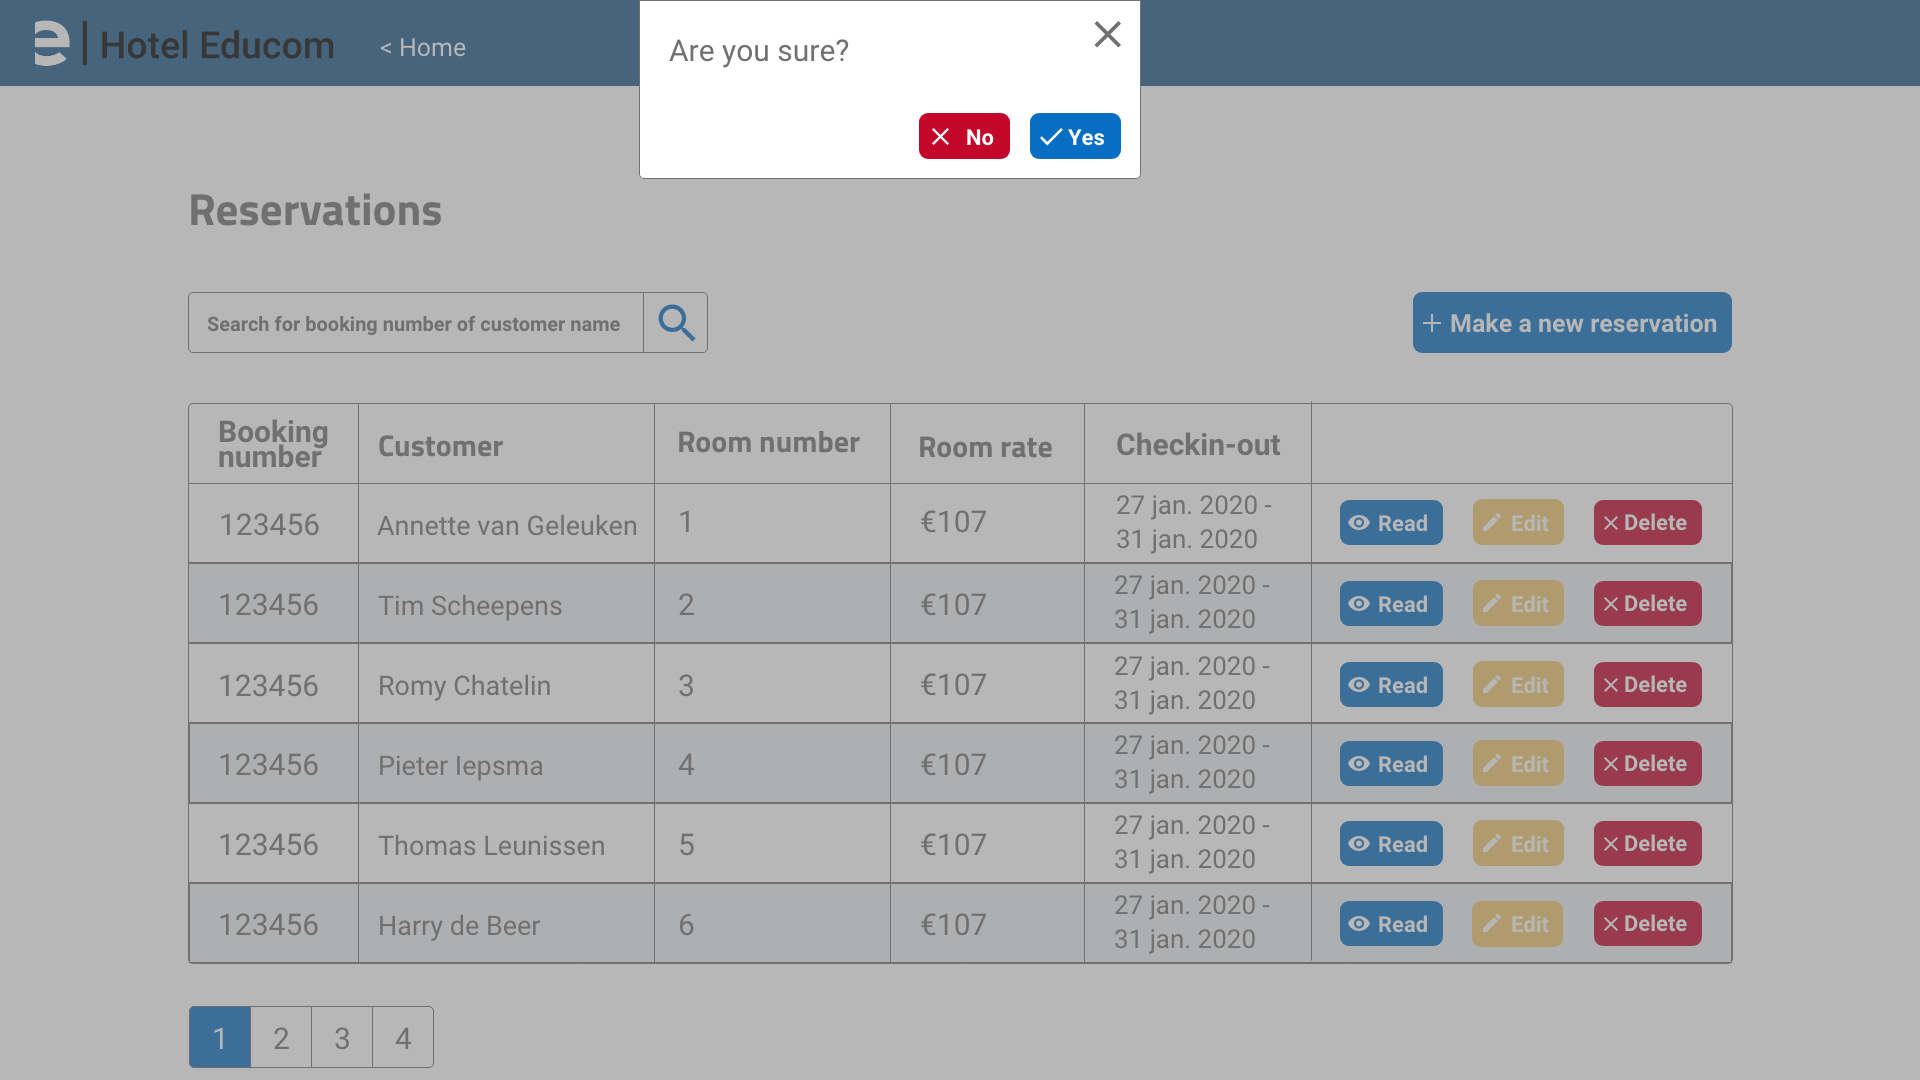 e | Hotel Educom
< Home
Are you sure?
No
Yes
Reservations
Search for booking number of customer name
Make a new reservation
Booking number
Customer
Room number
Room rate
Checkin-out
123456
Annette van Geleuken
1
€107
27 jan. 2020 -
31 jan. 2020
Read
Edit
Delete
123456
Tim Scheepens
2
€107
27 jan. 2020 -
31 jan. 2020
Read
Edit
Delete
123456
Romy Chatelin
3
€107
27 jan. 2020 -
31 jan. 2020
Read
Edit
Delete
123456
Pieter Iepsma
4
€107
27 jan. 2020 -
31 jan. 2020
Read
Edit
Delete
123456
Thomas Leunissen
5
€107
27 jan. 2020 -
31 jan. 2020
Read
Edit
Delete
123456
Harry de Beer
6
€107
27 jan. 2020 -
31 jan. 2020
Read
Edit
Delete
1 2 3 4